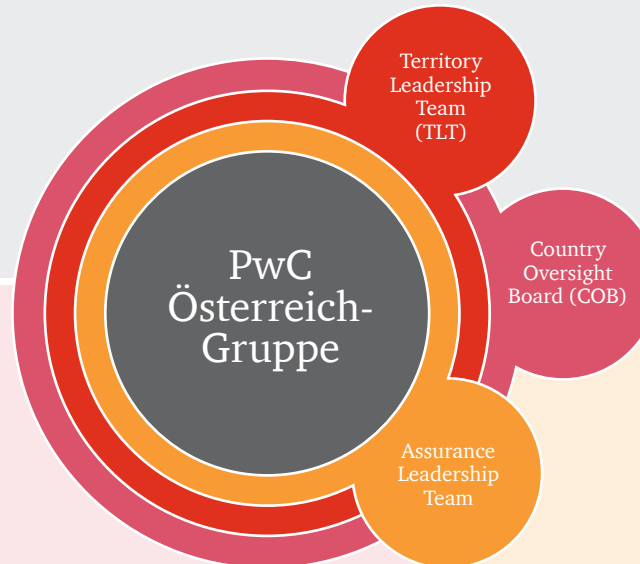 Territory
Leadership
Team
(TLT)
PwC
Österreich-
Gruppe
Country
Oversight
Board (COB)
Assurance
Leadership
Team